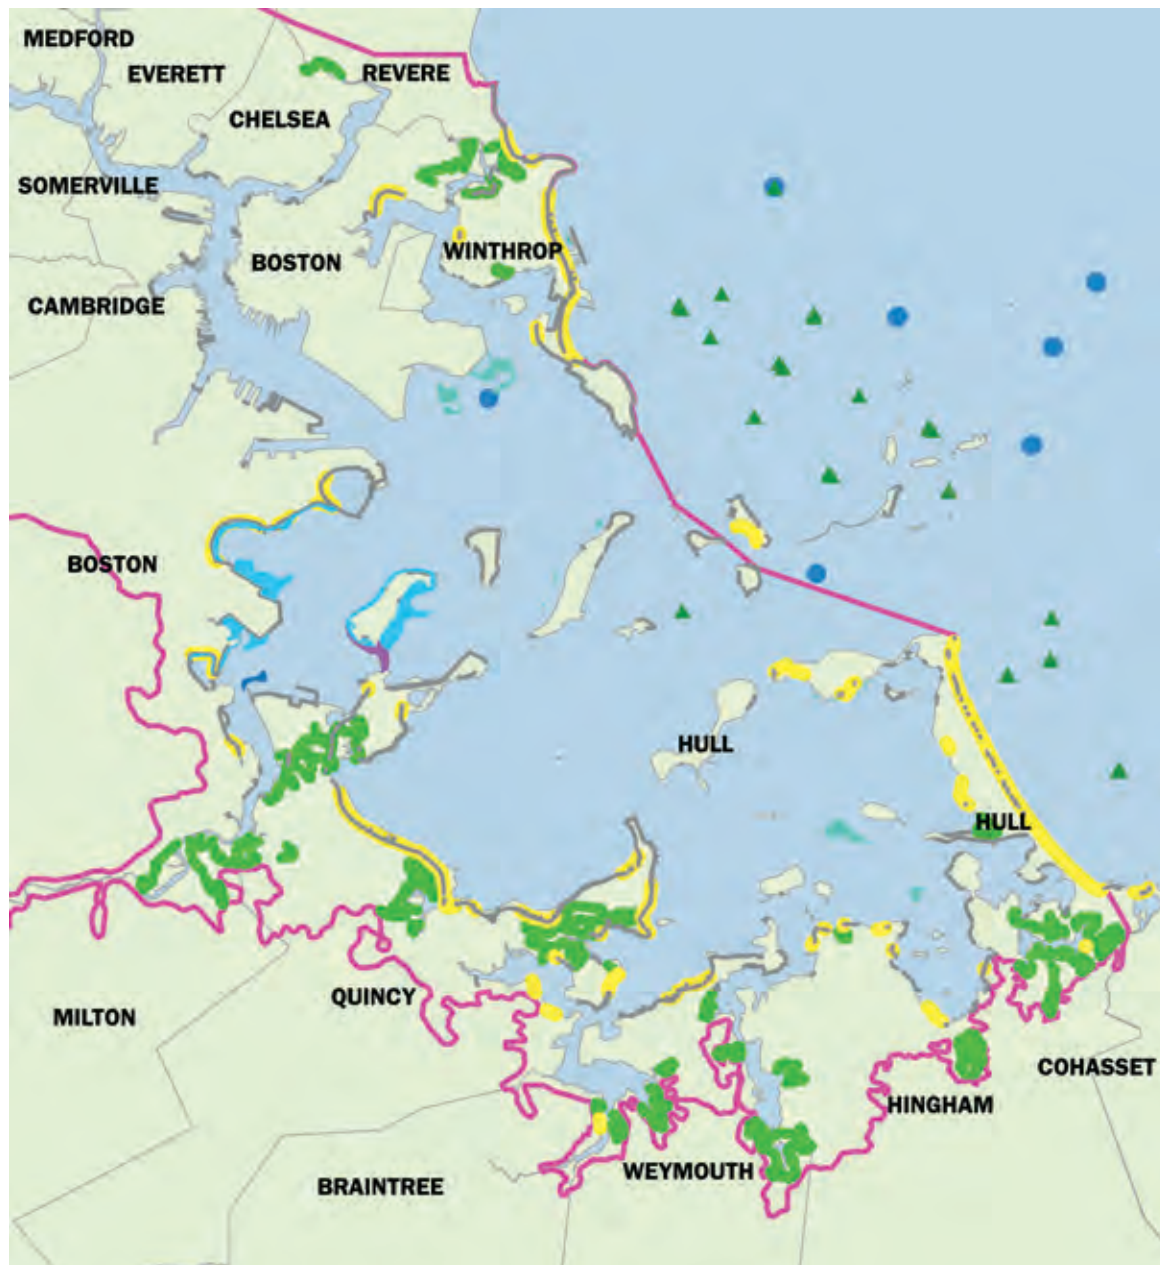 MEDFORD
EVERETT
REVERE
CHELSEA
SOMERVILLE
BOSTON
WINTHROP
CAMBRIDGE
BOSTON
HULL
HULL
QUINCY
MILTON
COHASSET
HINGHAM
WEYMOUTH
BRAINTREE